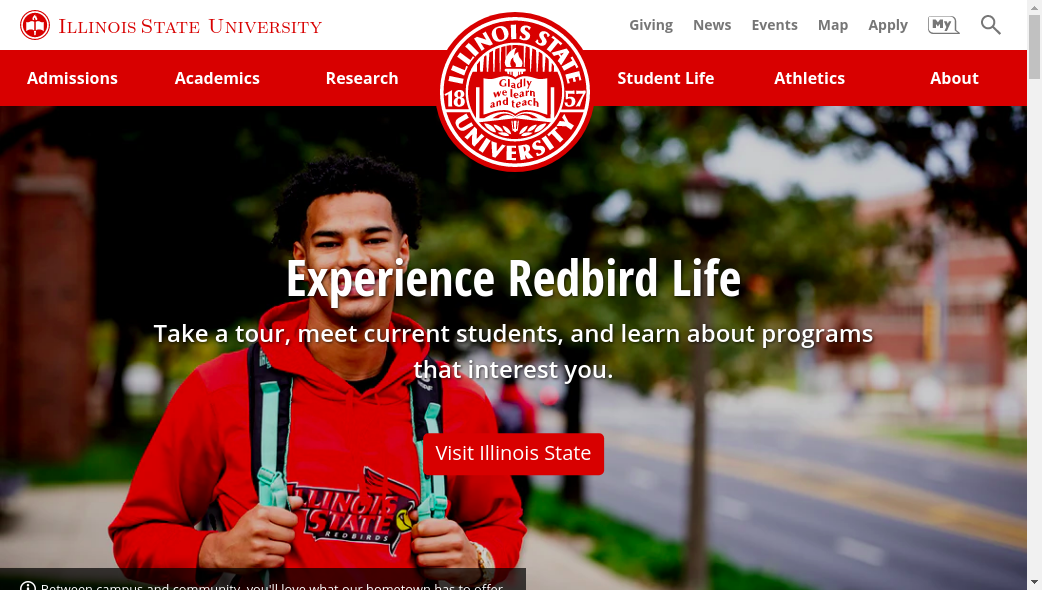 Illinois State University
Giving News Events Map Apply My
Admissions Academics Research Student Life Athletics About
ILLINOIS STATE
18 57
Gladly
we learn
and teach
UNIVERSITY
Experience Redbird Life
Take a tour, meet current students, and learn about programs
that interest you.
Visit Illinois State
ILLINOIS
STATE
REDBIRDS
Between campus and community, you'll love what our hometown has to offer.